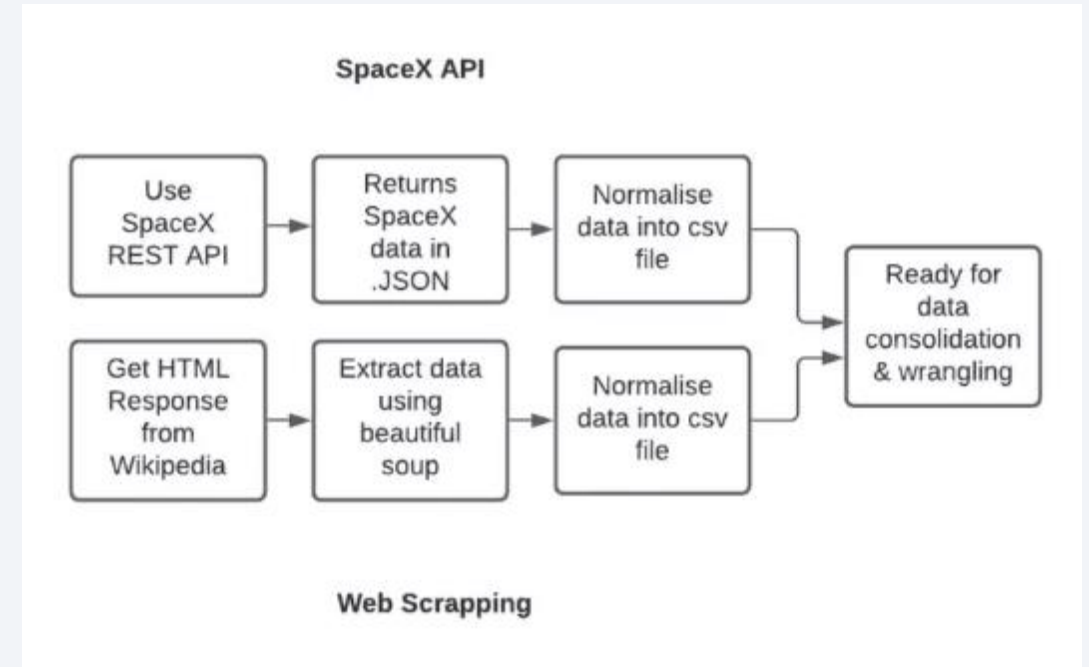 SpaceX API
Use
SpaceX
REST API
Returns
SpaceX
data in
.JSON
Normalise
data into csv
file
Ready for
data
consolidation
& wrangling
Get HTML
Response
from
Wikipedia
Extract data
using
beautiful
soup
Normalise
data into csv
file
Web Scrapping